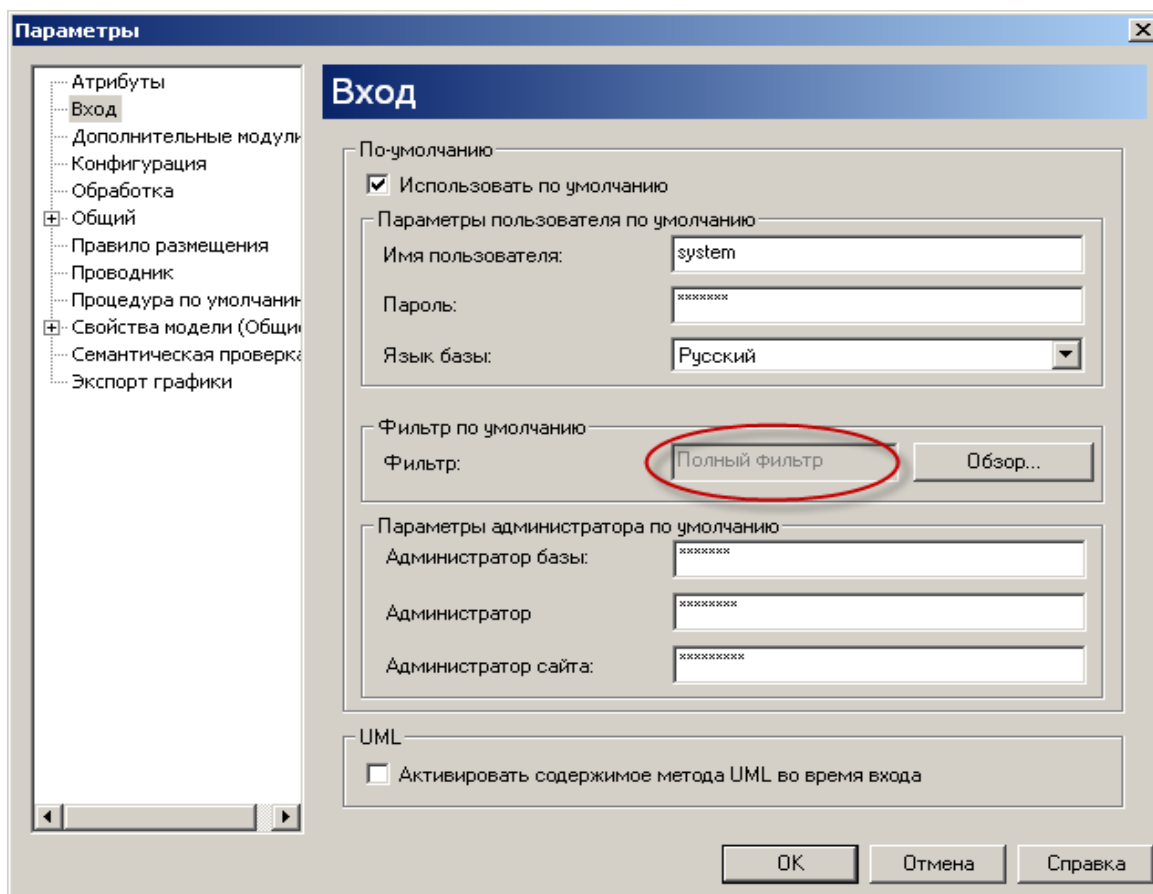 Параметры
Атрибуты
Вход
Дополнительные модули
Конфигурация
Обработка
Общий
Правило размещения
Проводник
Процедура по умолчани
Свойства модели (Общи
Семантическая проверка
Экспорт графики
Вход
По-умолчанию
Использовать по умолчанию
Параметры пользователя по умолчанию
Имя пользователя: system
Пароль: *******
Язык базы: Русский
Фильтр по умолчанию
Фильтр: Полный фильтр Обзор...
Параметры администратора по умолчанию
Администратор базы: *******
Администратор ********
Администратор сайта: *********
UML
Активировать содержимое метода UML во время входа
OK Отмена Справка